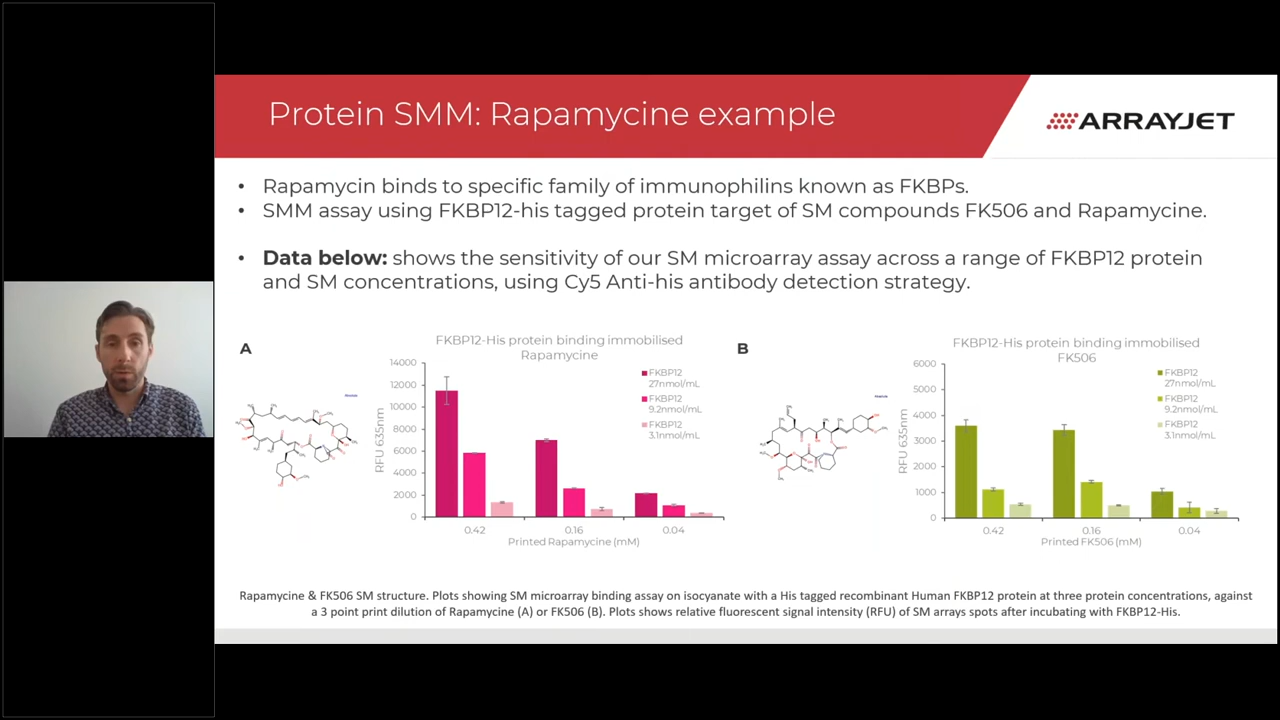 Protein SMM: Rapamycine example
ARRAYJET
• Rapamycin binds to specific family of immunophilins known as FKBPs.
• SMM assay using FKBP12-his tagged protein target of SM compounds FK506 and Rapamycine.
• Data below: shows the sensitivity of our SM microarray assay across a range of FKBP12 protein
and SM concentrations, using Cy5 Anti-his antibody detection strategy.
A
FKBP12-His protein binding immobilised
Rapamycine
RFU 635nm
14000
12000
10000
8000
6000
4000
2000
0
FKBP12
27nmol/mL
FKBP12
9.2nmol/mL
FKBP12
3.1nmol/mL
0.42 0.16 0.04
Printed Rapamycine (mM)
B
FKBP12-His protein binding immobilised
FK506
RFU 635nm
6000
5000
4000
3000
2000
1000
0
FKBP12
27nmol/mL
FKBP12
9.2nmol/mL
FKBP12
3.1nmol/mL
0.42 0.16 0.04
Printed FK506 (mM)
Rapamycine & FK506 SM structure. Plots showing SM microarray binding assay on isocyanate with a His tagged recombinant Human FKBP12 protein at three protein concentrations, against
a 3 point print dilution of Rapamycine (A) or FK506 (B). Plots shows relative fluorescent signal intensity (RFU) of SM arrays spots after incubating with FKBP12-His.